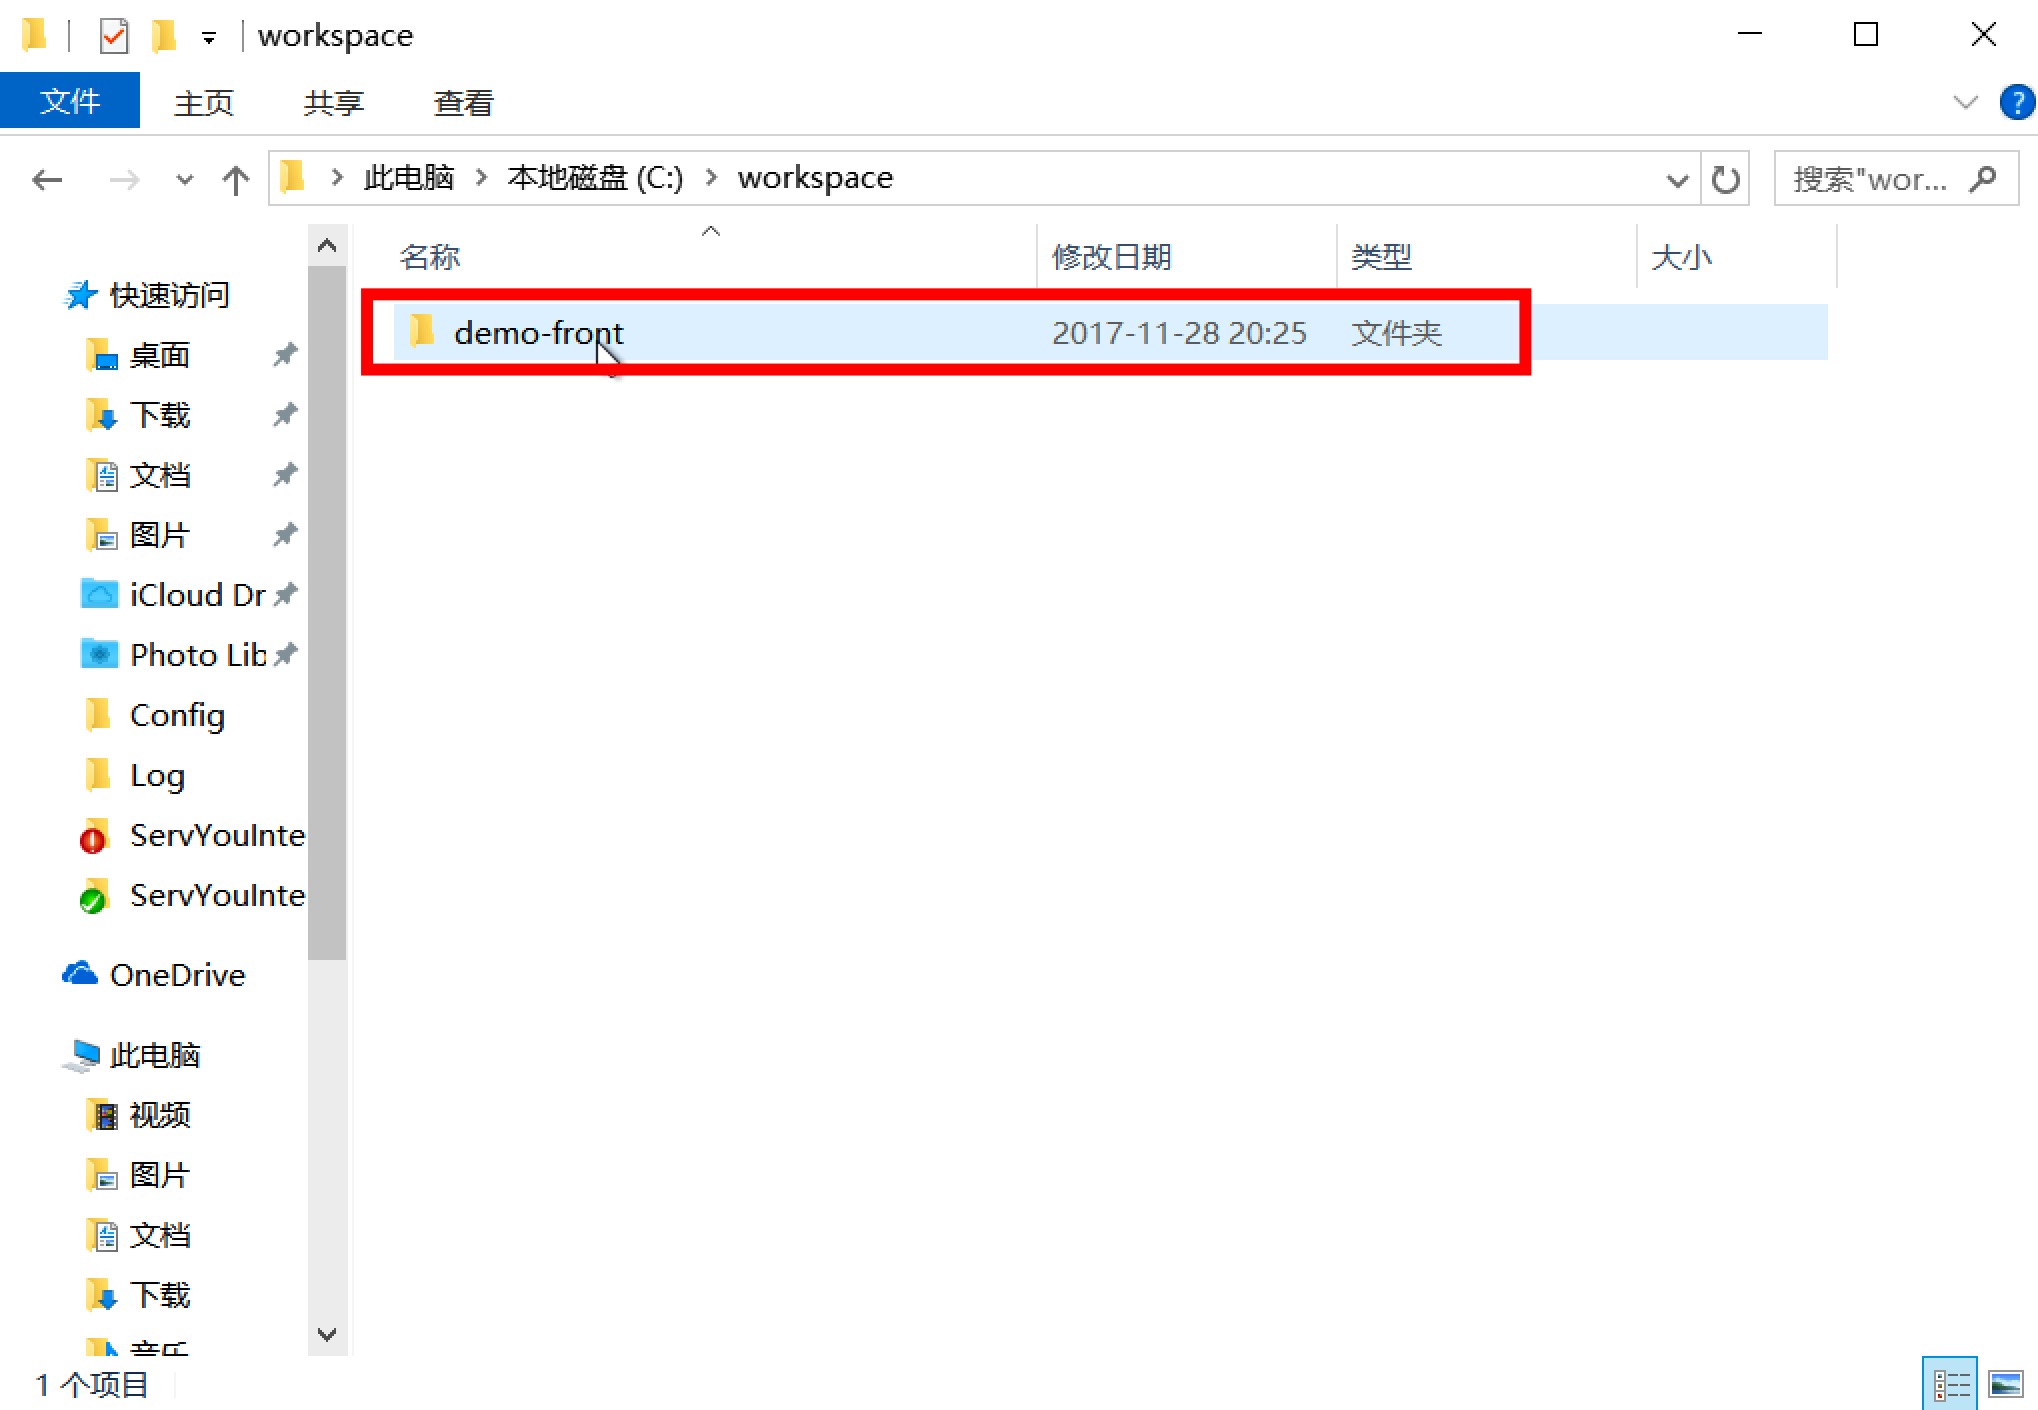 workspace
文件 主页 共享 查看
此电脑 本地磁盘 (C:) workspace
搜索"wor...
名称 修改日期 类型 大小
demo-front 2017-11-28 20:25 文件夹
快速访问
桌面
下载
文档
图片
iCloud Dr
Photo Lib
Config
Log
ServYouInte
ServYouInte
OneDrive
此电脑
视频
图片
文档
下载
音乐
1 个项目